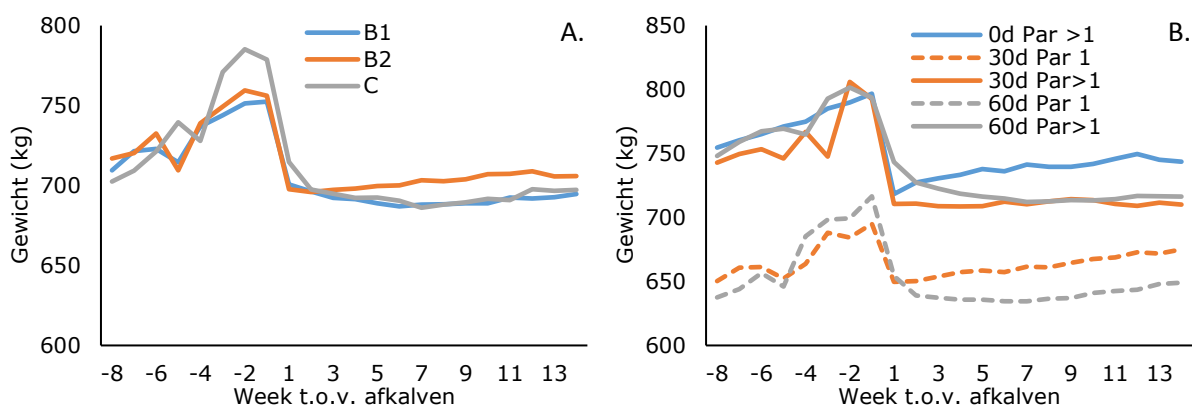 A.
B1
B2
C
Gewicht (kg)
800
750
700
650
600
-8 -6 -4 -2 1 3 5 7 9 11 13
Week t.o.v. afkalven
B.
0d Par >1
30d Par 1
30d Par>1
60d Par 1
60d Par>1
Gewicht (kg)
850
800
750
700
650
600
-8 -6 -4 -2 1 3 5 7 9 11 13
Week t.o.v. afkalven